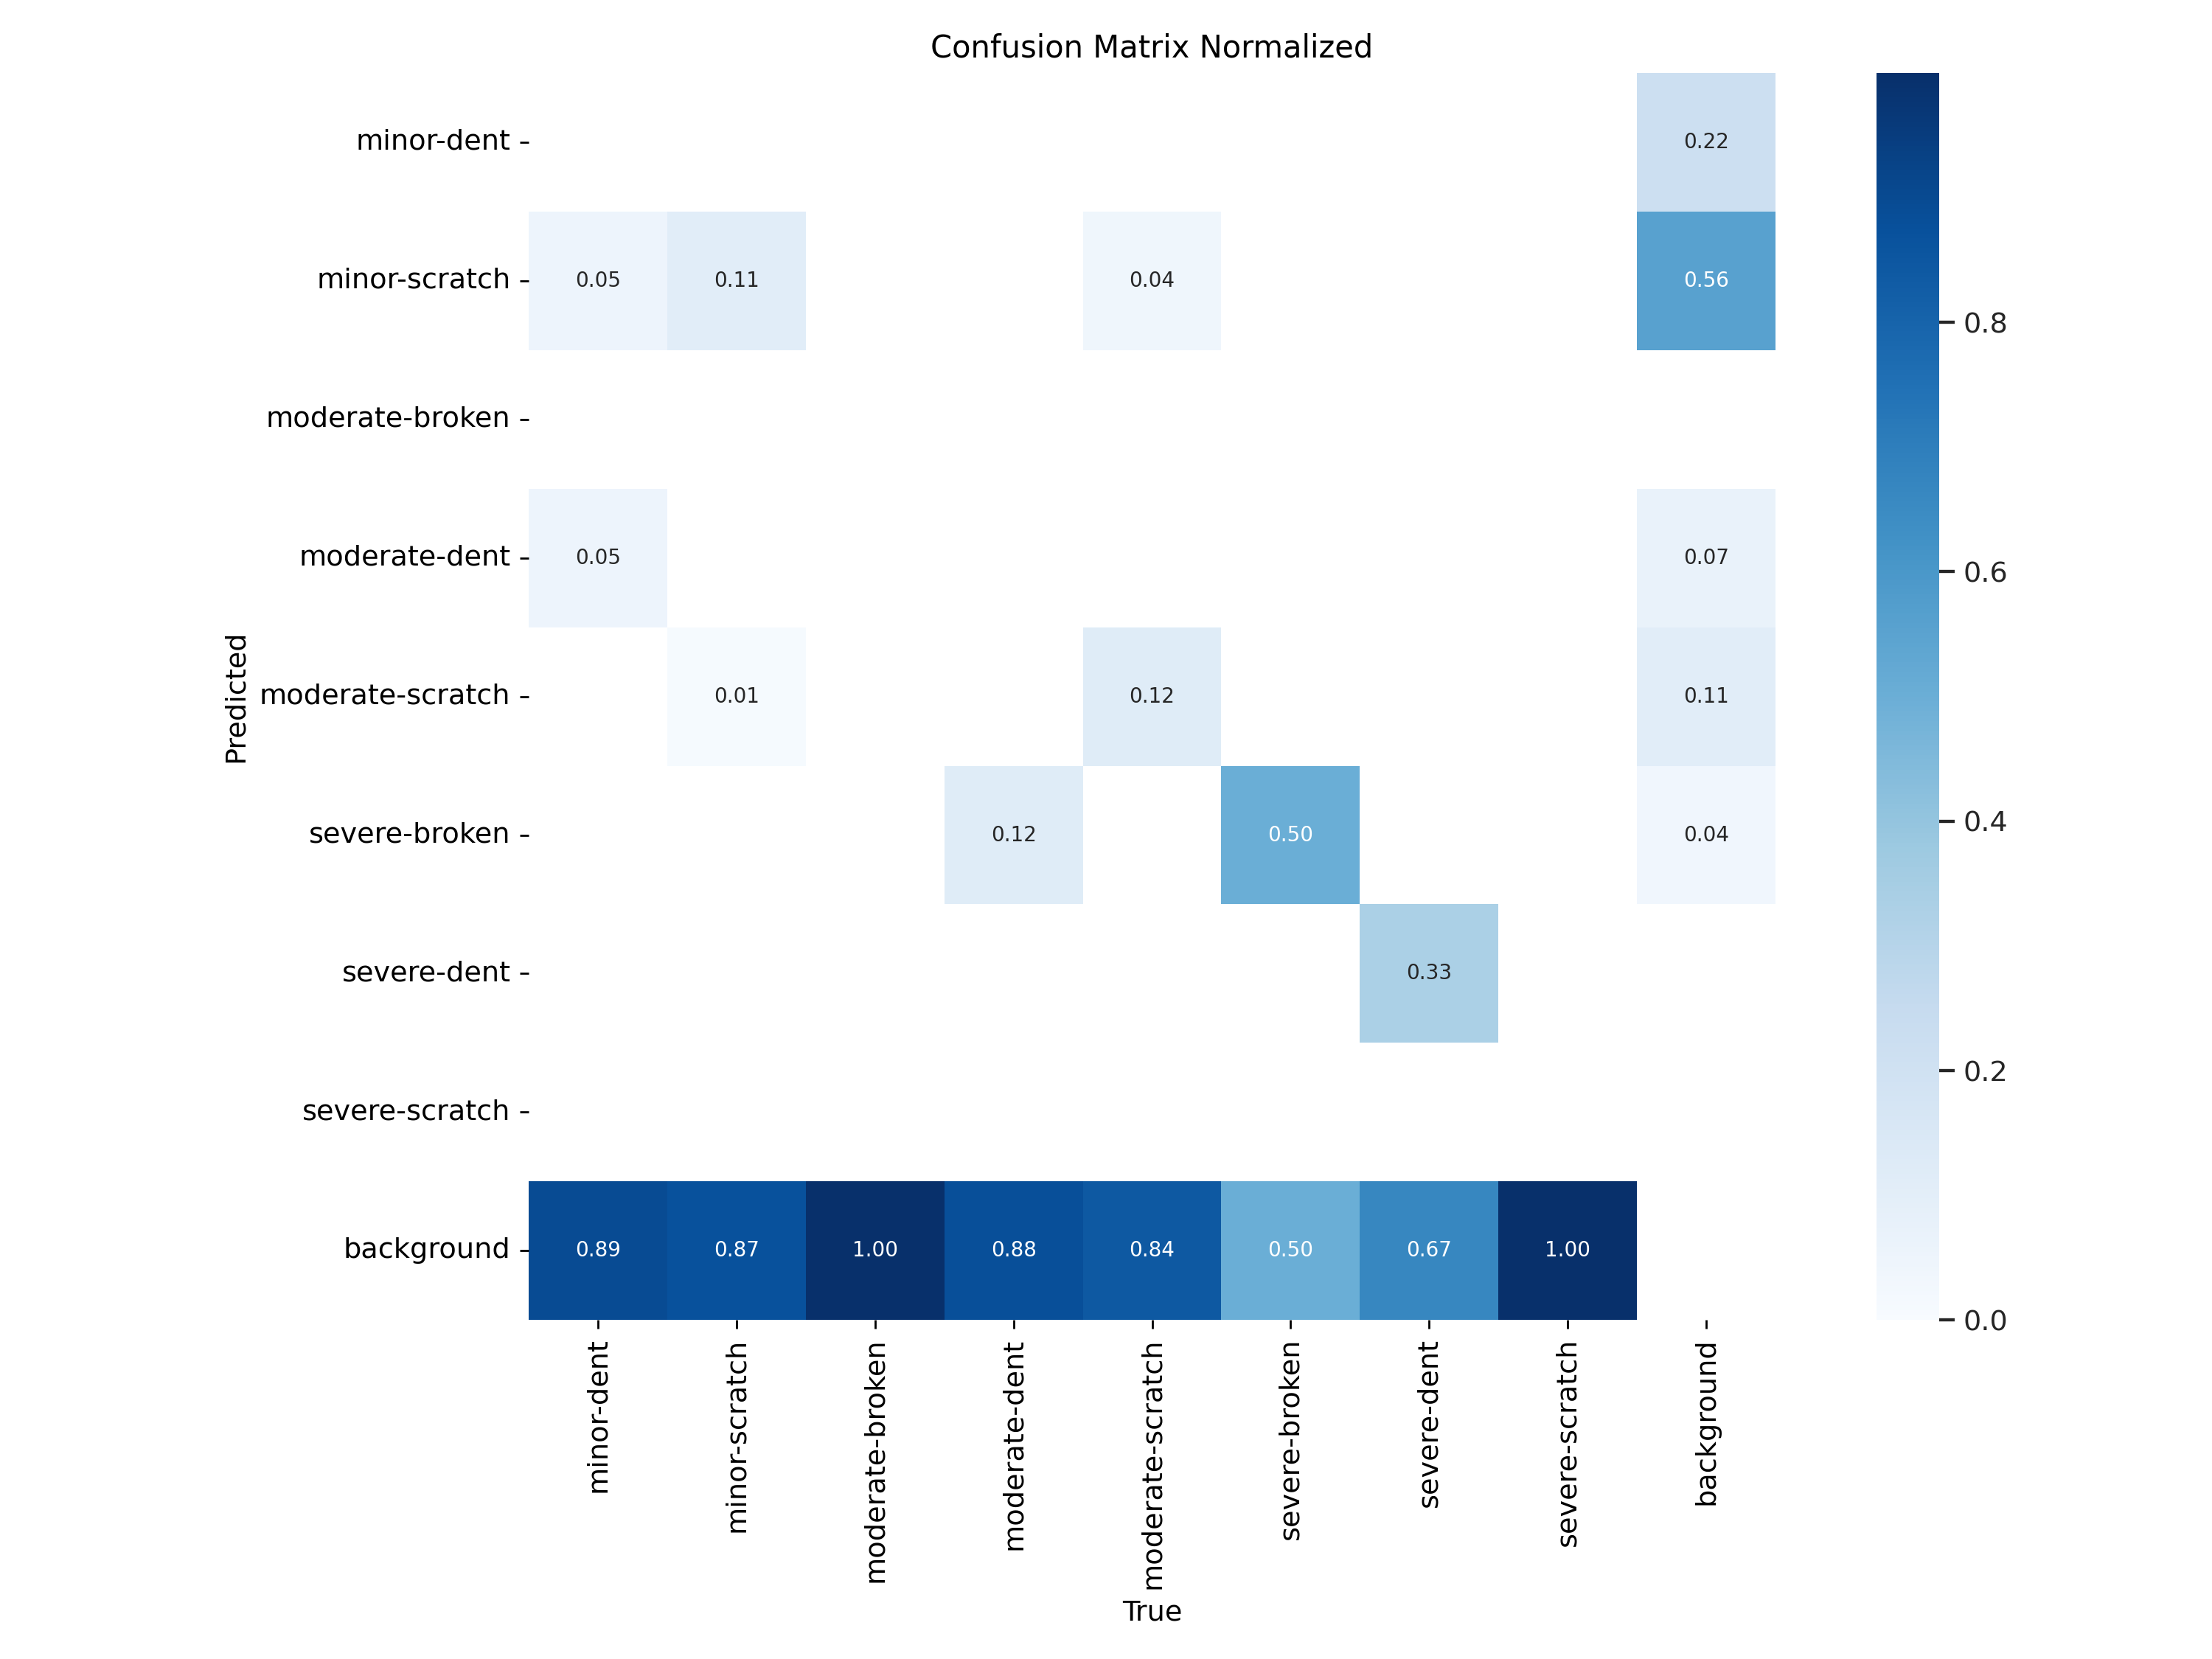 Confusion Matrix Normalized
minor-dent
0.22
minor-scratch
0.05 0.11 0.04 0.56
0.8
moderate-broken
moderate-dent
0.05 0.07
0.6
Predicted
moderate-scratch
0.01 0.12 0.11
severe-broken
0.12 0.50 0.04
0.4
severe-dent
0.33
0.2
severe-scratch
background
0.89 0.87 1.00 0.88 0.84 0.50 0.67 1.00
0.0
minor-dent
minor-scratch
moderate-broken
moderate-dent
moderate-scratch
severe-broken
severe-dent
severe-scratch
background
True